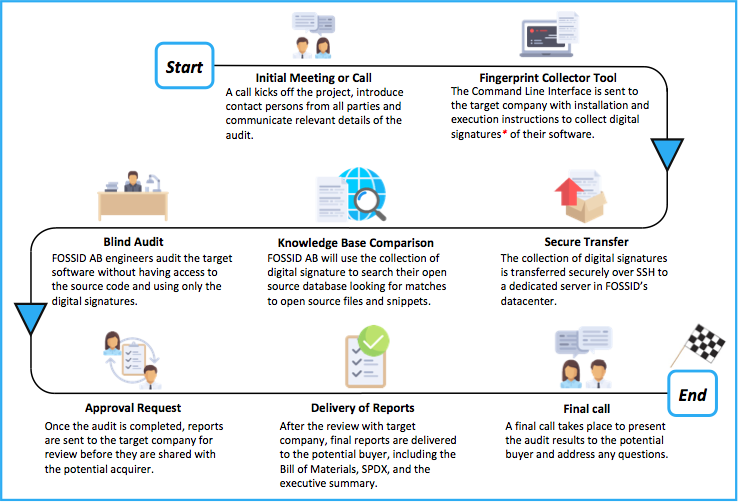 Start
Initial Meeting or Call
A call kicks off the project, introduce
contact persons from all parties and
communicate relevant details of the
audit.
Fingerprint Collector Tool
The Command Line Interface is sent to
the target company with installation and
execution instructions to collect digital
signatures* of their software.
Blind Audit
FOSSID AB engineers audit the target
software without having access to
the source code and using only the
digital signatures.
Knowledge Base Comparison
FOSSID AB will use the collection of
digital signature to search their open
source database looking for matches
to open source files and snippets.
Secure Transfer
The collection of digital signatures
is transferred securely over SSH to
a dedicated server in FOSSID's
datacenter.
Approval Request
Once the audit is completed, reports
are sent to the target company for
review before they are shared with
the potential acquirer.
Delivery of Reports
After the review with target
company, final reports are delivered
to the potential buyer, including the
Bill of Materials, SPDX, and the
executive summary.
Final call
A final call takes place to present
the audit results to the potential
buyer and address any questions.
End